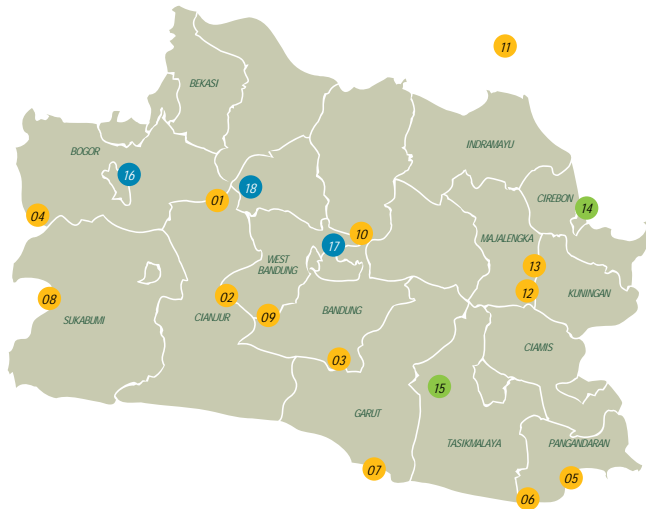 11
BEKASI
INDRAMAYU
BOGOR
16
18
01
CIREBON
14
04
10
MAJALENGKA
17
WEST
BANDUNG
13
12
KUNINGAN
08
02
09
BANDUNG
SUKABUMI
CIANJUR
CIAMIS
03
15
GARUT
TASIKMALAYA
PANGANDARAN
07
05
06